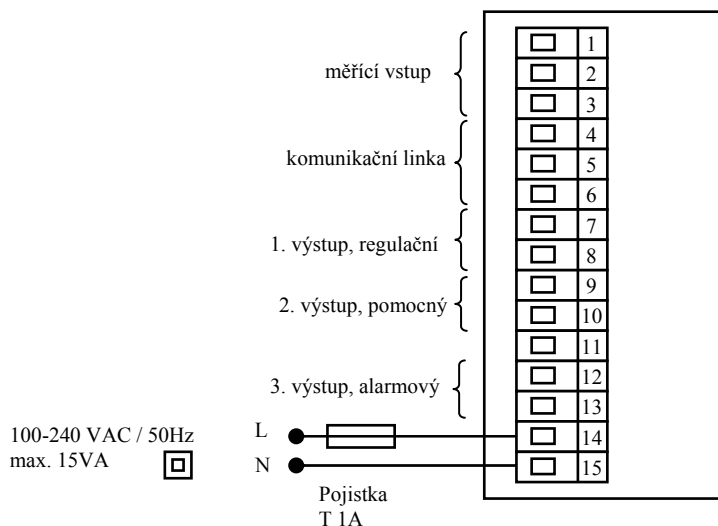 měřící vstup
komunikační linka
1. výstup, regulační
2. výstup, pomocný
3. výstup, alarmový
1
2
3
4
5
6
7
8
9
10
11
12
13
14
15
100-240 VAC / 50Hz
max. 15VA
L
N
Pojistka
T 1A